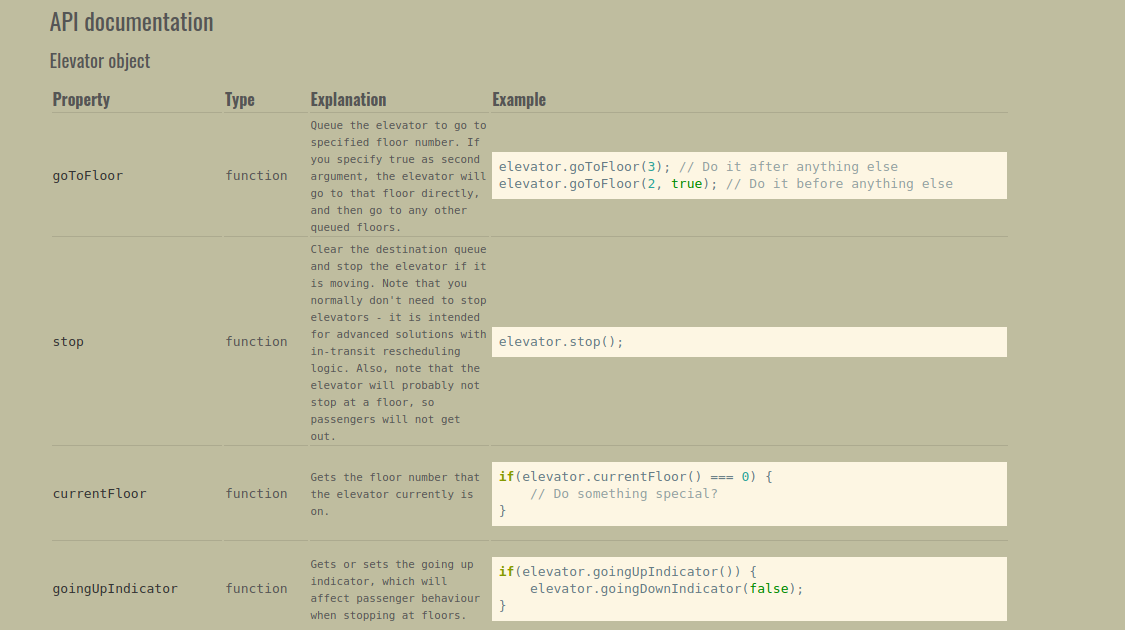 API documentation
Elevator object
Property Type Explanation Example
goToFloor function
Queue the elevator to go to
specified floor number. If
you specify true as second
argument, the elevator will
go to that floor directly,
and then go to any other
queued floors.
elevator.goToFloor(3); // Do it after anything else
elevator.goToFloor(2, true); // Do it before anything else
stop function
Clear the destination queue
and stop the elevator if it
is moving. Note that you
normally don't need to stop
elevators - it is intended
for advanced solutions with
in-transit rescheduling
logic. Also, note that the
elevator will probably not
stop at a floor, so
passengers will not get
out.
elevator.stop();
currentFloor function
Gets the floor number that
the elevator currently is
on.
if(elevator.currentFloor() === 0) {
    // Do something special?
}
goingUpIndicator function
Gets or sets the going up
indicator, which will
affect passenger behaviour
when stopping at floors.
if(elevator.goingUpIndicator()) {
    elevator.goingDownIndicator(false);
}